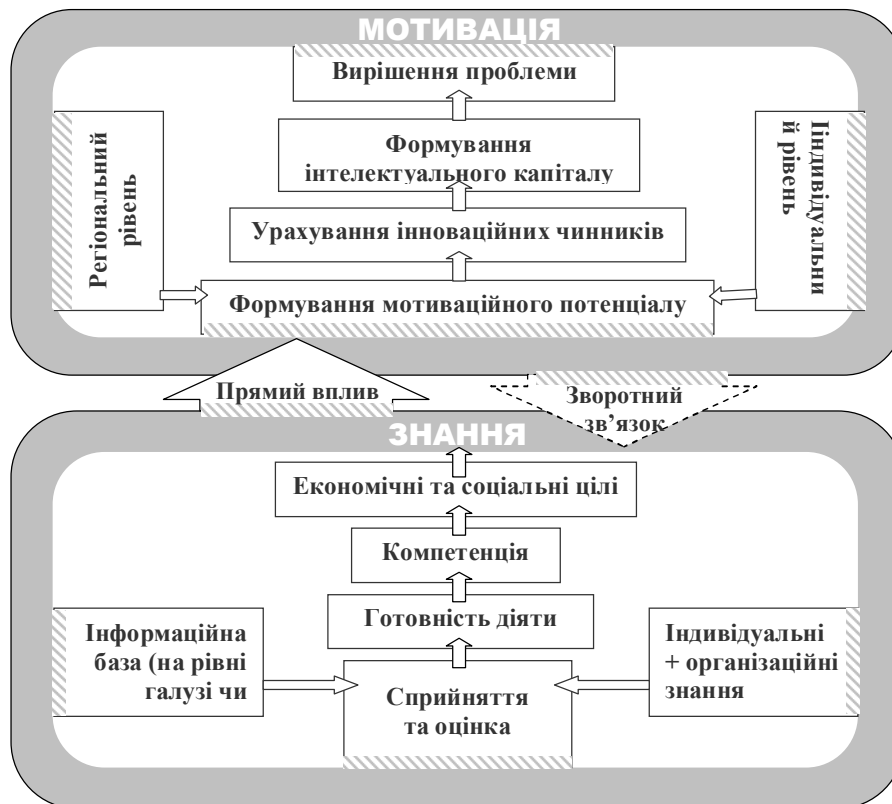 МОТИВАЦІЯ
Вирішення проблеми
Формування
інтелектуального капіталу
Урахування інноваційних чинників
Формування мотиваційного потенціалу
Регіональний
рівень
Індивідуальни
й рівень
Прямий вплив
Зворотний
зв’язок
ЗНАННЯ
Економічні та соціальні цілі
Компетенція
Готовність діяти
Інформаційна
база (на рівні
галузі чи
Сприйняття
та оцінка
Індивідуальні
+ організаційні
знання